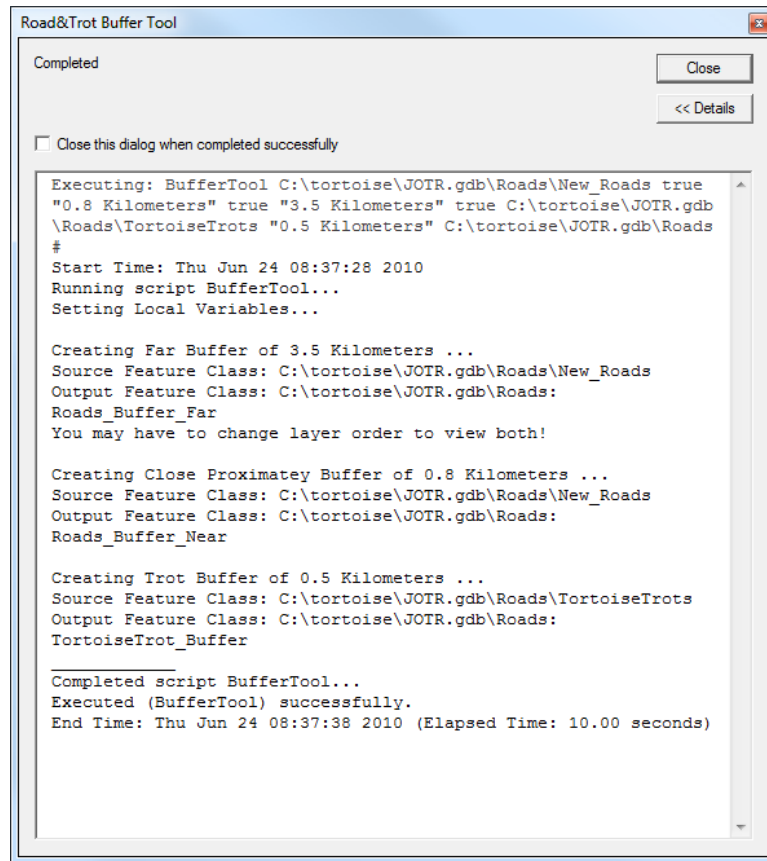 Road&Trot Buffer Tool
Completed
Close
<< Details
Close this dialog when completed successfully
Executing: BufferTool C:\tortoise\JOTR.gdb\Roads\New_Roads true
"0.8 Kilometers" true "3.5 Kilometers" true C:\tortoise\JOTR.gdb
\Roads\TortoiseTrots "0.5 Kilometers" C:\tortoise\JOTR.gdb\Roads
#
Start Time: Thu Jun 24 08:37:28 2010
Running script BufferTool...
Setting Local Variables...
Creating Far Buffer of 3.5 Kilometers ...
Source Feature Class: C:\tortoise\JOTR.gdb\Roads\New_Roads
Output Feature Class: C:\tortoise\JOTR.gdb\Roads:
Roads_Buffer_Far
You may have to change layer order to view both!
Creating Close Proximatey Buffer of 0.8 Kilometers ...
Source Feature Class: C:\tortoise\JOTR.gdb\Roads\New_Roads
Output Feature Class: C:\tortoise\JOTR.gdb\Roads:
Roads_Buffer_Near
Creating Trot Buffer of 0.5 Kilometers ...
Source Feature Class: C:\tortoise\JOTR.gdb\Roads\TortoiseTrots
Output Feature Class: C:\tortoise\JOTR.gdb\Roads:
TortoiseTrot_Buffer
____________
Completed script BufferTool...
Executed (BufferTool) successfully.
End Time: Thu Jun 24 08:37:38 2010 (Elapsed Time: 10.00 seconds)